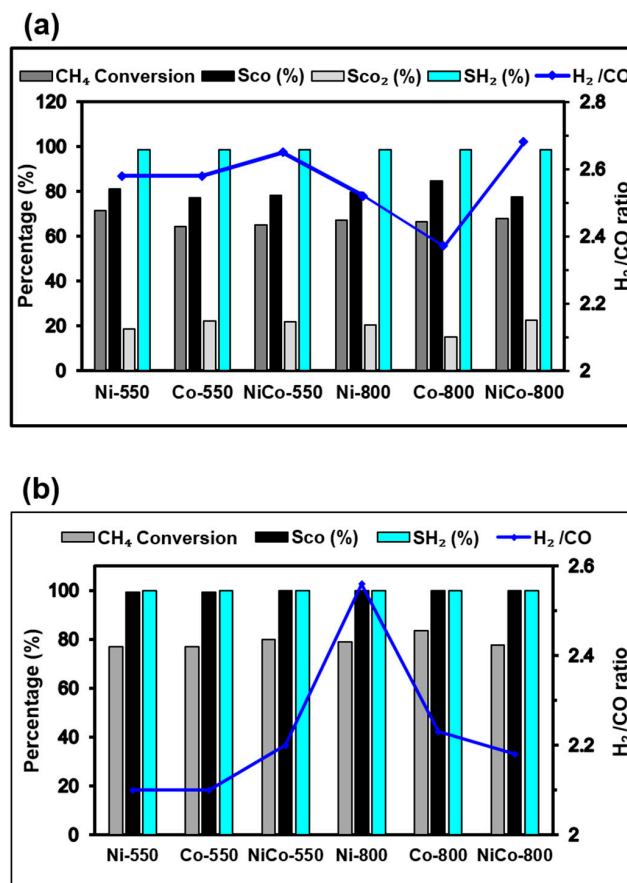 (a)
CH₄ Conversion Sco (%) Sco₂ (%) SH₂ (%) H₂ /CO
120
100
80
60
40
20
0
Percentage (%)
2.8
2.6
2.4
2.2
2
H₂/CO ratio
Ni-550 Co-550 NiCo-550 Ni-800 Co-800 NiCo-800
(b)
CH₄ Conversion Sco (%) SH₂ (%) H₂ /CO
100
80
60
40
20
0
Percentage (%)
2.6
2.4
2.2
2
H₂/CO ratio
Ni-550 Co-550 NiCo-550 Ni-800 Co-800 NiCo-800